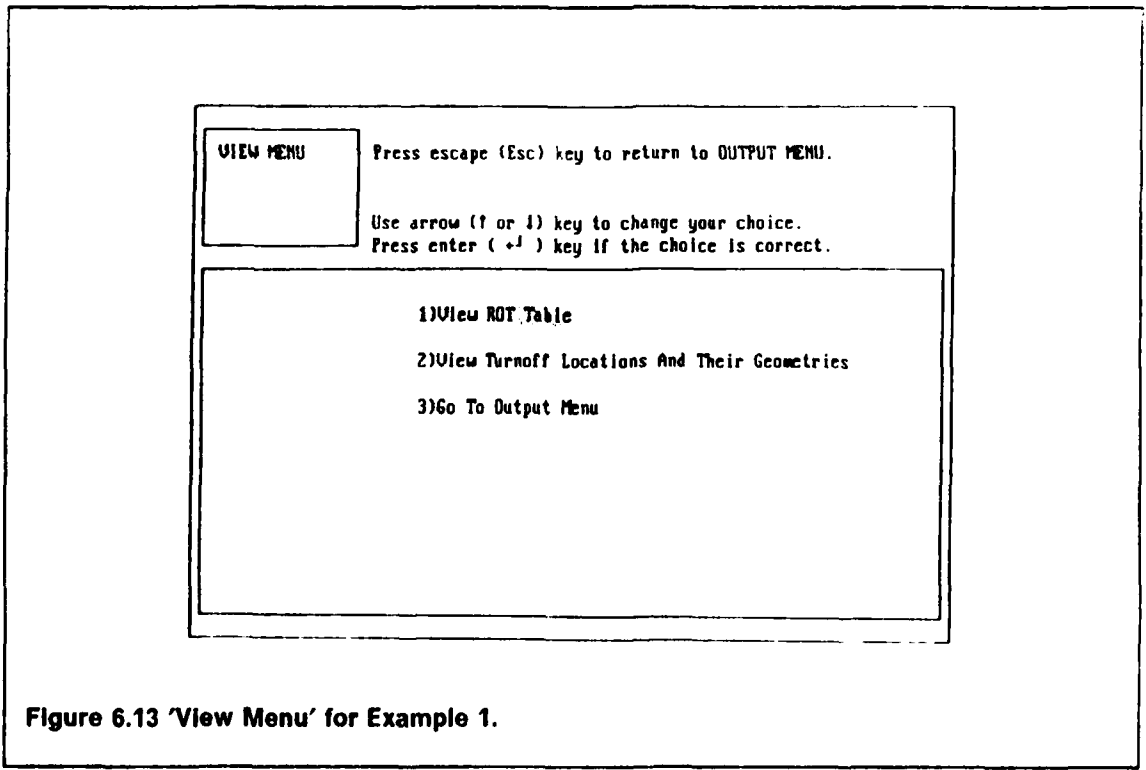 VIEW MENU
Press escape (Esc) key to return to OUTPUT MENU.
Use arrow (↑ or ↓) key to change your choice.
Press enter ( ↵ ) key if the choice is correct.
1)View ROT Table
2)View Turnoff Locations And Their Geometries
3)Go To Output Menu
Figure 6.13 'View Menu' for Example 1.